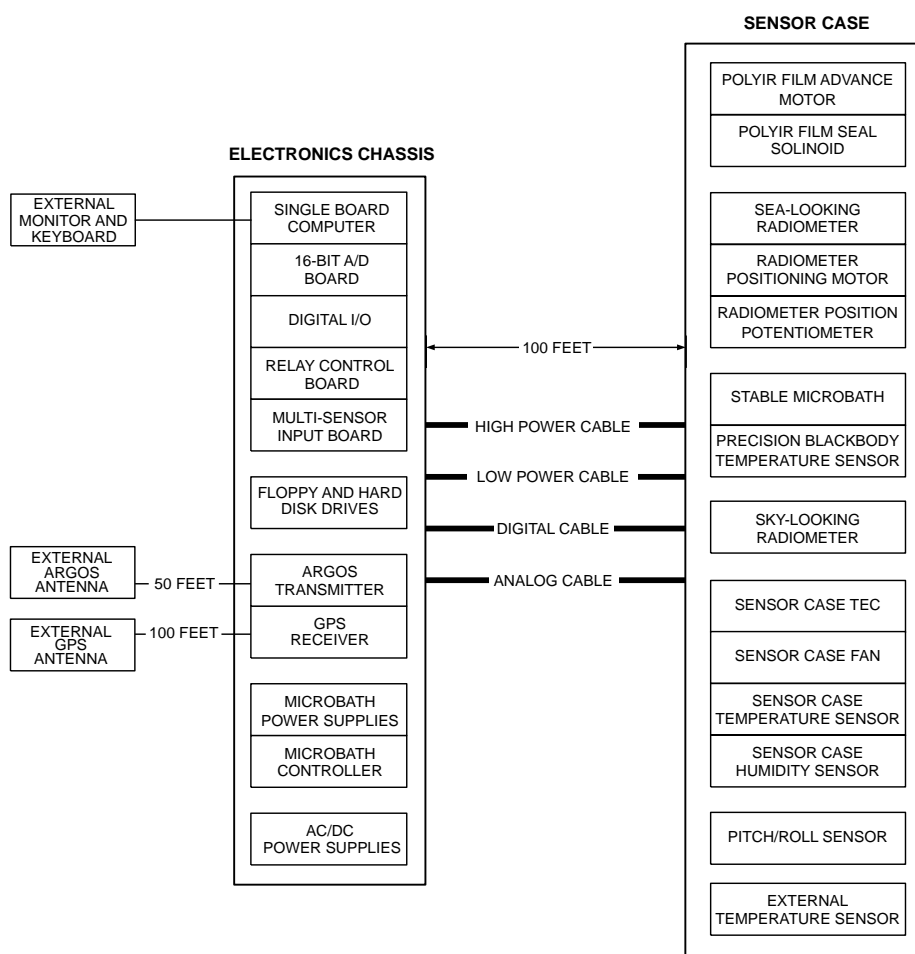 SENSOR CASE
POLYIR FILM ADVANCE
MOTOR
POLYIR FILM SEAL
SOLINOID
ELECTRONICS CHASSIS
EXTERNAL
MONITOR AND
KEYBOARD
SINGLE BOARD
COMPUTER
16-BIT A/D
BOARD
DIGITAL I/O
RELAY CONTROL
BOARD
MULTI-SENSOR
INPUT BOARD
FLOPPY AND HARD
DISK DRIVES
EXTERNAL
ARGOS
ANTENNA
50 FEET
ARGOS
TRANSMITTER
EXTERNAL
GPS
ANTENNA
100 FEET
GPS
RECEIVER
MICROBATH
POWER SUPPLIES
MICROBATH
CONTROLLER
AC/DC
POWER SUPPLIES
100 FEET
HIGH POWER CABLE
LOW POWER CABLE
DIGITAL CABLE
ANALOG CABLE
SEA-LOOKING
RADIOMETER
RADIOMETER
POSITIONING MOTOR
RADIOMETER POSITION
POTENTIOMETER
STABLE MICROBATH
PRECISION BLACKBODY
TEMPERATURE SENSOR
SKY-LOOKING
RADIOMETER
SENSOR CASE TEC
SENSOR CASE FAN
SENSOR CASE
TEMPERATURE SENSOR
SENSOR CASE
HUMIDITY SENSOR
PITCH/ROLL SENSOR
EXTERNAL
TEMPERATURE SENSOR